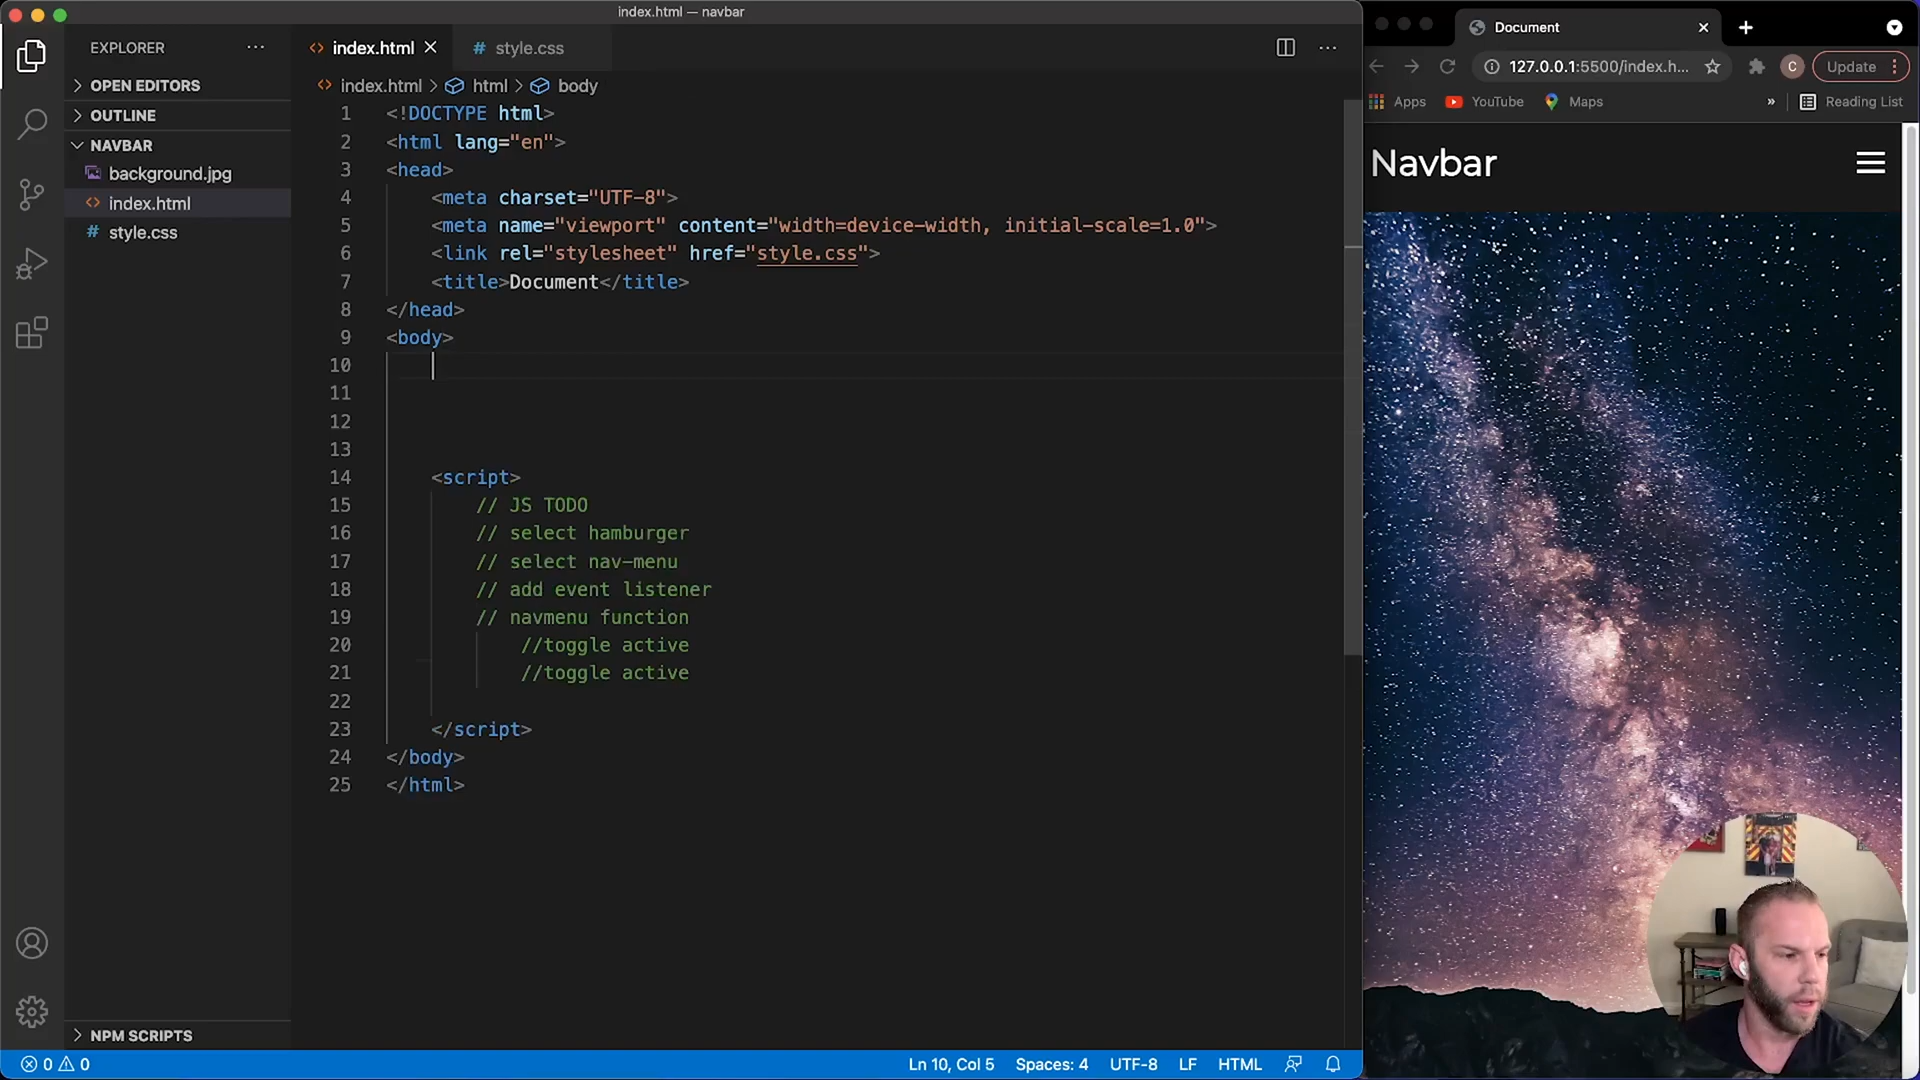 index.html — navbar
EXPLORER
OPEN EDITORS
OUTLINE
NAVBAR
background.jpg
index.html
style.css
NPM SCRIPTS
index.html
style.css
index.html > html > body
1 <!DOCTYPE html>
2 <html lang="en">
3 <head>
4 <meta charset="UTF-8">
5 <meta name="viewport" content="width=device-width, initial-scale=1.0">
6 <link rel="stylesheet" href="style.css">
7 <title>Document</title>
8 </head>
9 <body>
10
11
12
13
14 <script>
15 // JS TODO
16 // select hamburger
17 // select nav-menu
18 // add event listener
19 // navmenu function
20 //toggle active
21 //toggle active
22
23 </script>
24 </body>
25 </html>
0 0
Ln 10, Col 5 Spaces: 4 UTF-8 LF HTML
Document
127.0.0.1:5500/index.h...
C
Update
Apps YouTube Maps » Reading List
Navbar